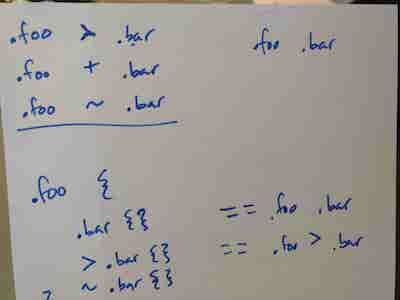 .foo > .bar
.foo + .bar
.foo ~ .bar
.foo .bar
.foo {
.bar {}
> .bar {}
~ .bar {}
}
== .foo .bar
== .foo > .bar